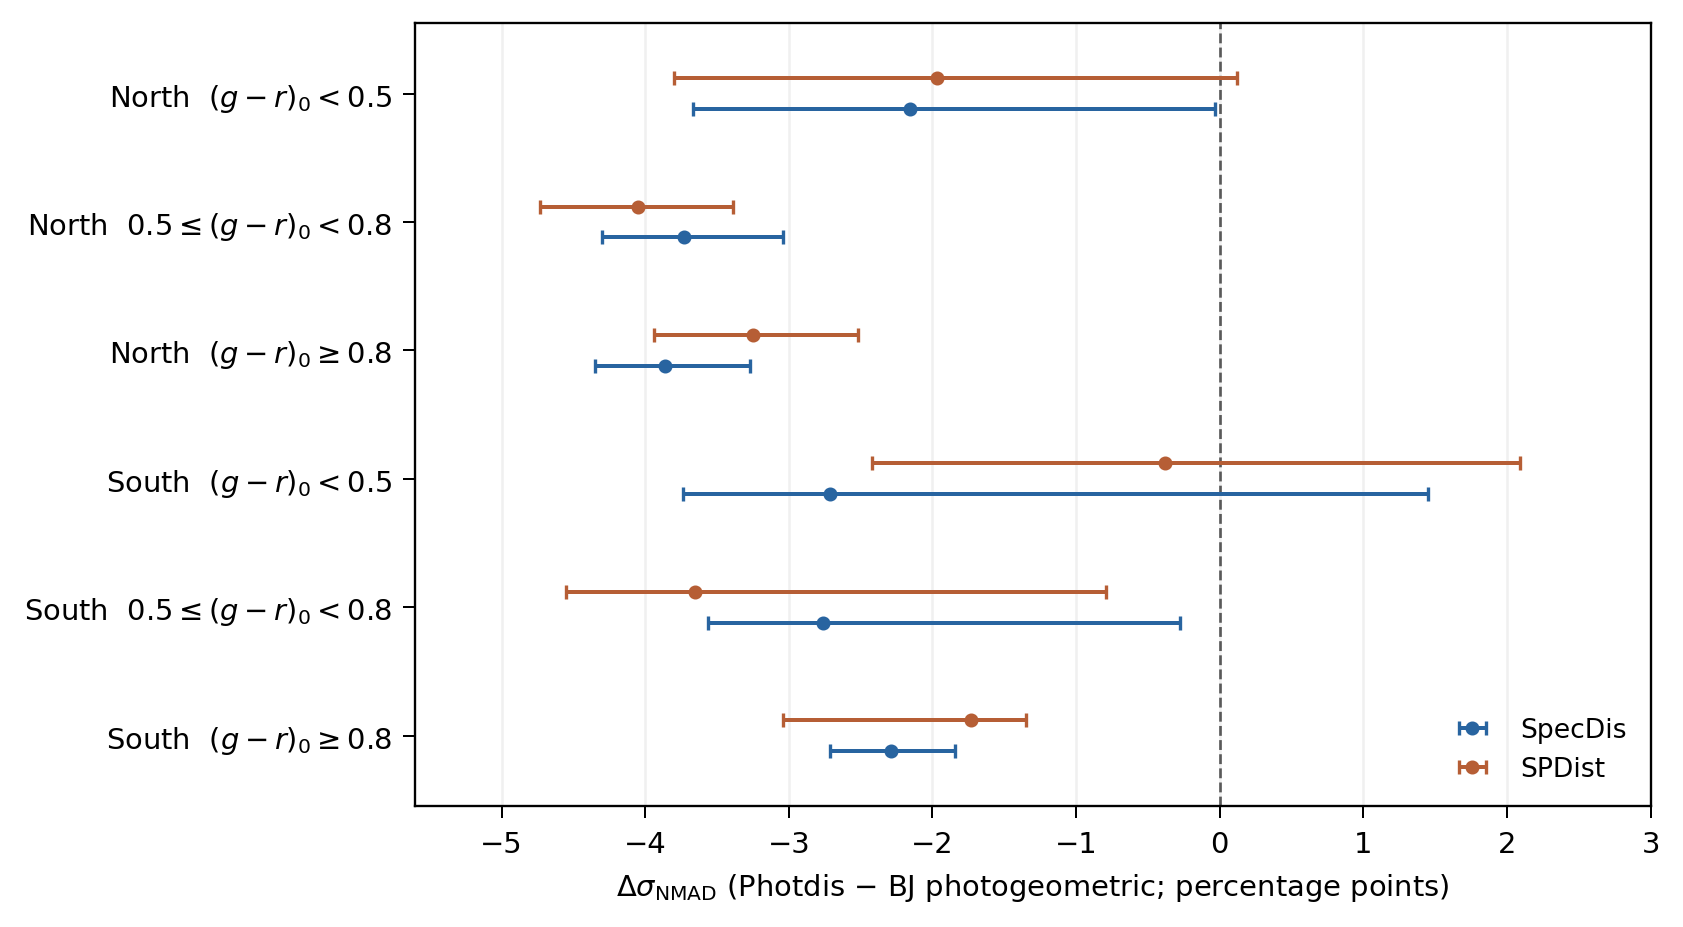 North (g − r)₀ < 0.5
North 0.5 ≤ (g − r)₀ < 0.8
North (g − r)₀ ≥ 0.8
South (g − r)₀ < 0.5
South 0.5 ≤ (g − r)₀ < 0.8
South (g − r)₀ ≥ 0.8
SpecDis
SPDist
−5 −4 −3 −2 −1 0 1 2 3
Δσ_NMAD (Photdis − BJ photogeometric; percentage points)